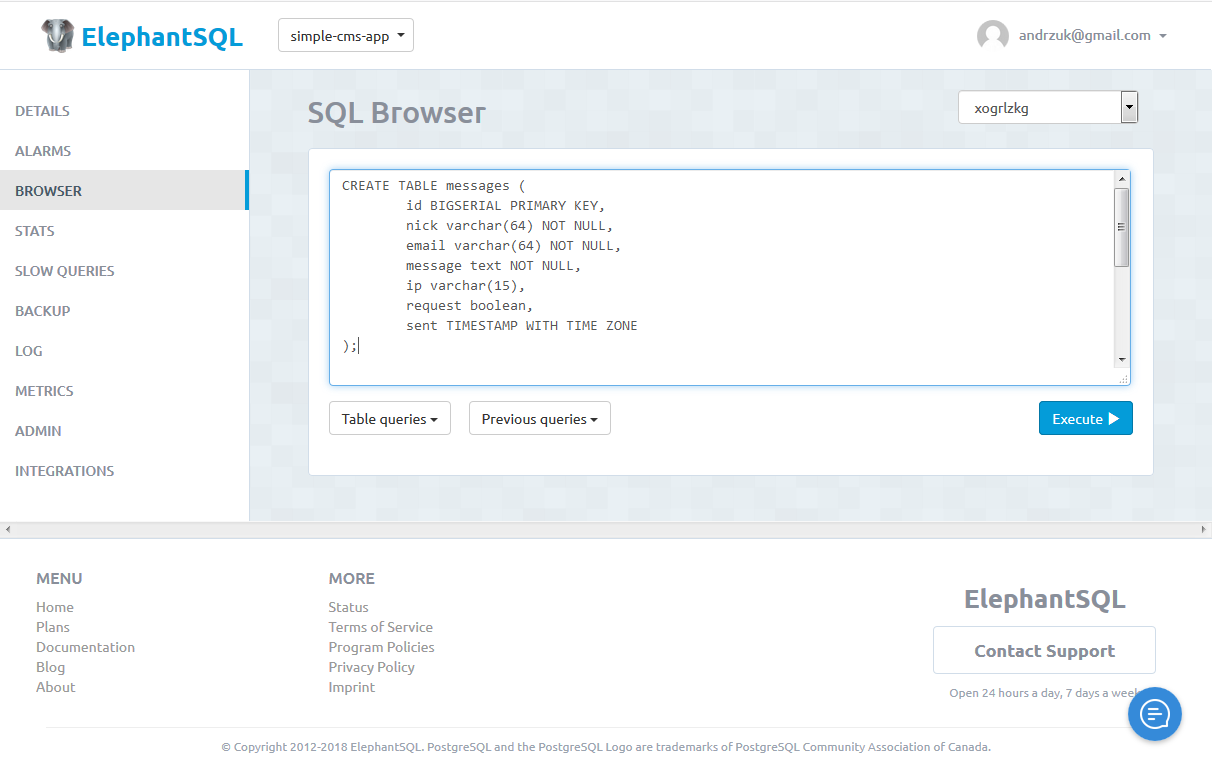 ElephantSQL
simple-cms-app
andrzuk@gmail.com
DETAILS
ALARMS
BROWSER
STATS
SLOW QUERIES
BACKUP
LOG
METRICS
ADMIN
INTEGRATIONS
SQL Browser
xogrlzkg
CREATE TABLE messages (
id BIGSERIAL PRIMARY KEY,
nick varchar(64) NOT NULL,
email varchar(64) NOT NULL,
message text NOT NULL,
ip varchar(15),
request boolean,
sent TIMESTAMP WITH TIME ZONE
);
Table queries
Previous queries
Execute
MENU
Home
Plans
Documentation
Blog
About
MORE
Status
Terms of Service
Program Policies
Privacy Policy
Imprint
ElephantSQL
Contact Support
Open 24 hours a day, 7 days a week
© Copyright 2012-2018 ElephantSQL. PostgreSQL and the PostgreSQL Logo are trademarks of PostgreSQL Community Association of Canada.